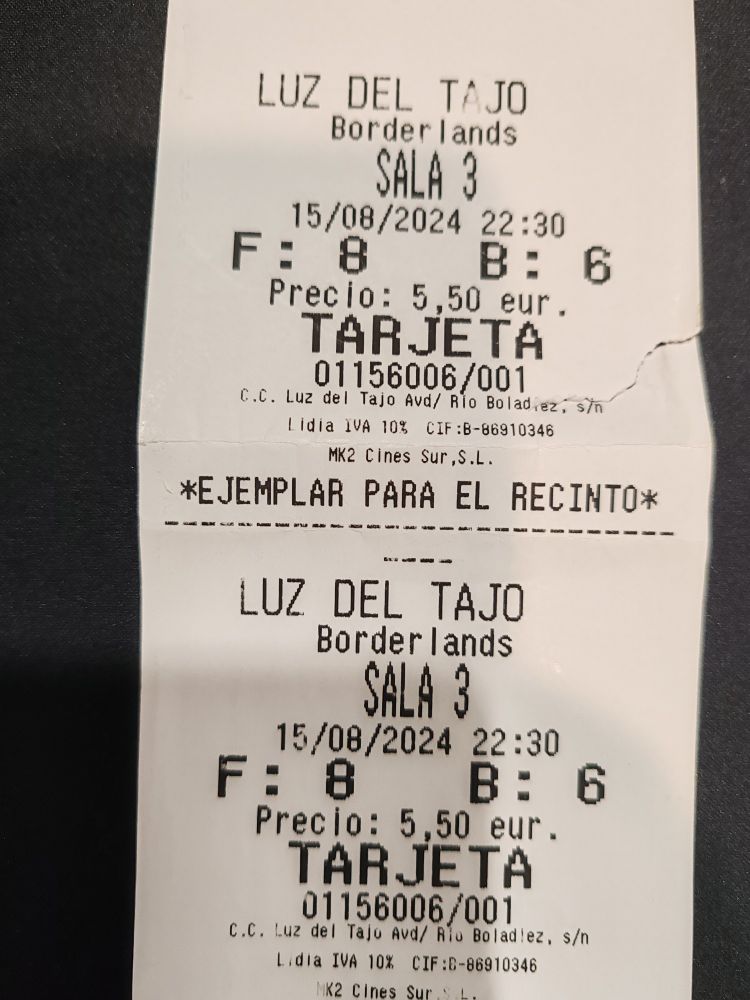 LUZ DEL TAJO
Borderlands
SALA 3
15/08/2024 22:30
F: 8 B: 6
Precio: 5,50 eur.
TARJETA
01156006/001
C.C. Luz del Tajo Avd/ Rio Boladiez, s/n
Lidia IVA 10% CIF:B-86910346
MK2 Cines Sur,S.L.
*EJEMPLAR PARA EL RECINTO*
LUZ DEL TAJO
Borderlands
SALA 3
15/08/2024 22:30
F: 8 B: 6
Precio: 5,50 eur.
TARJETA
01156006/001
C.C. Luz del Tajo Avd/ Rio Boladiez, s/n
Lidia IVA 10% CIF:B-86910346
MK2 Cines Sur,S.L.